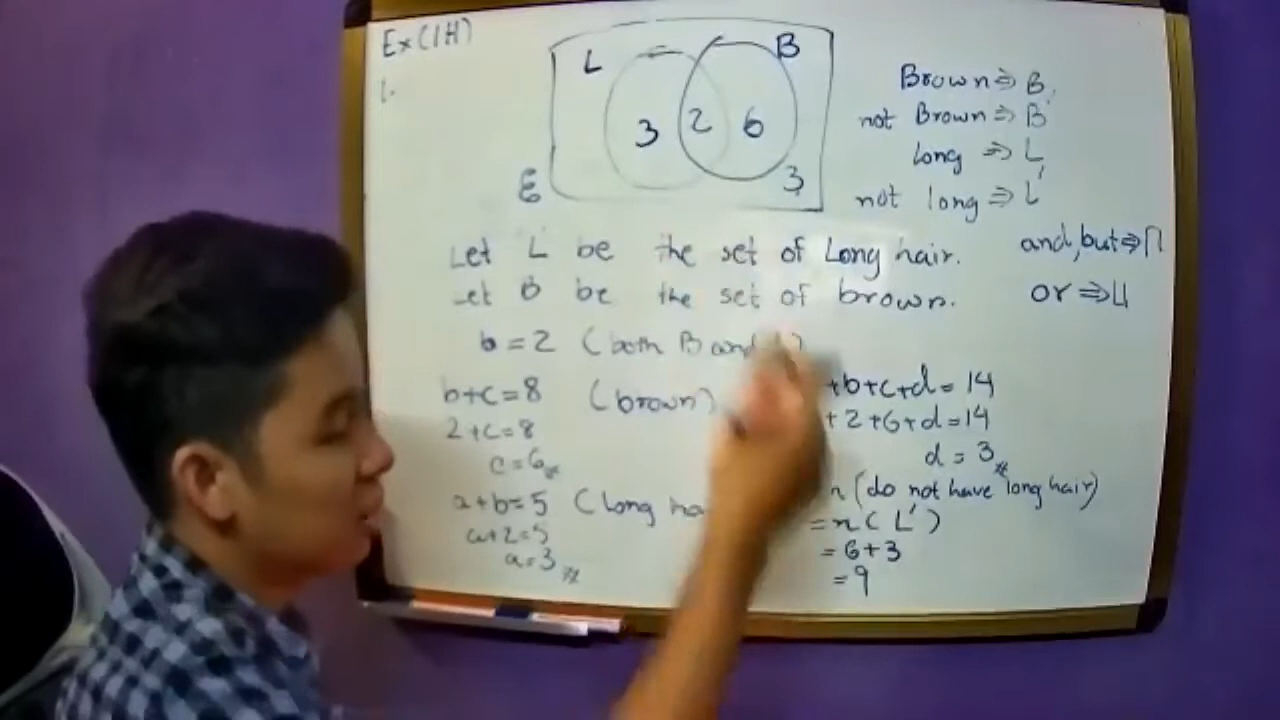 Ex(1H)
1.
L B
3 2 6
3
ℰ
Brown ⇒ B
not Brown ⇒ B'
long ⇒ L
not long ⇒ L'
and, but ⇒ ∩
or ⇒ ∪
Let L be the set of Long hair.
Let B be the set of brown.
b = 2 (both B and
b+c=8 (brown)
2+c=8
c=6
a+b=5 (long
a+2=5
a=3
+b+c+d=14
+2+6+d=14
d=3
n(do not have long hair)
=n(L')
=6+3
=9